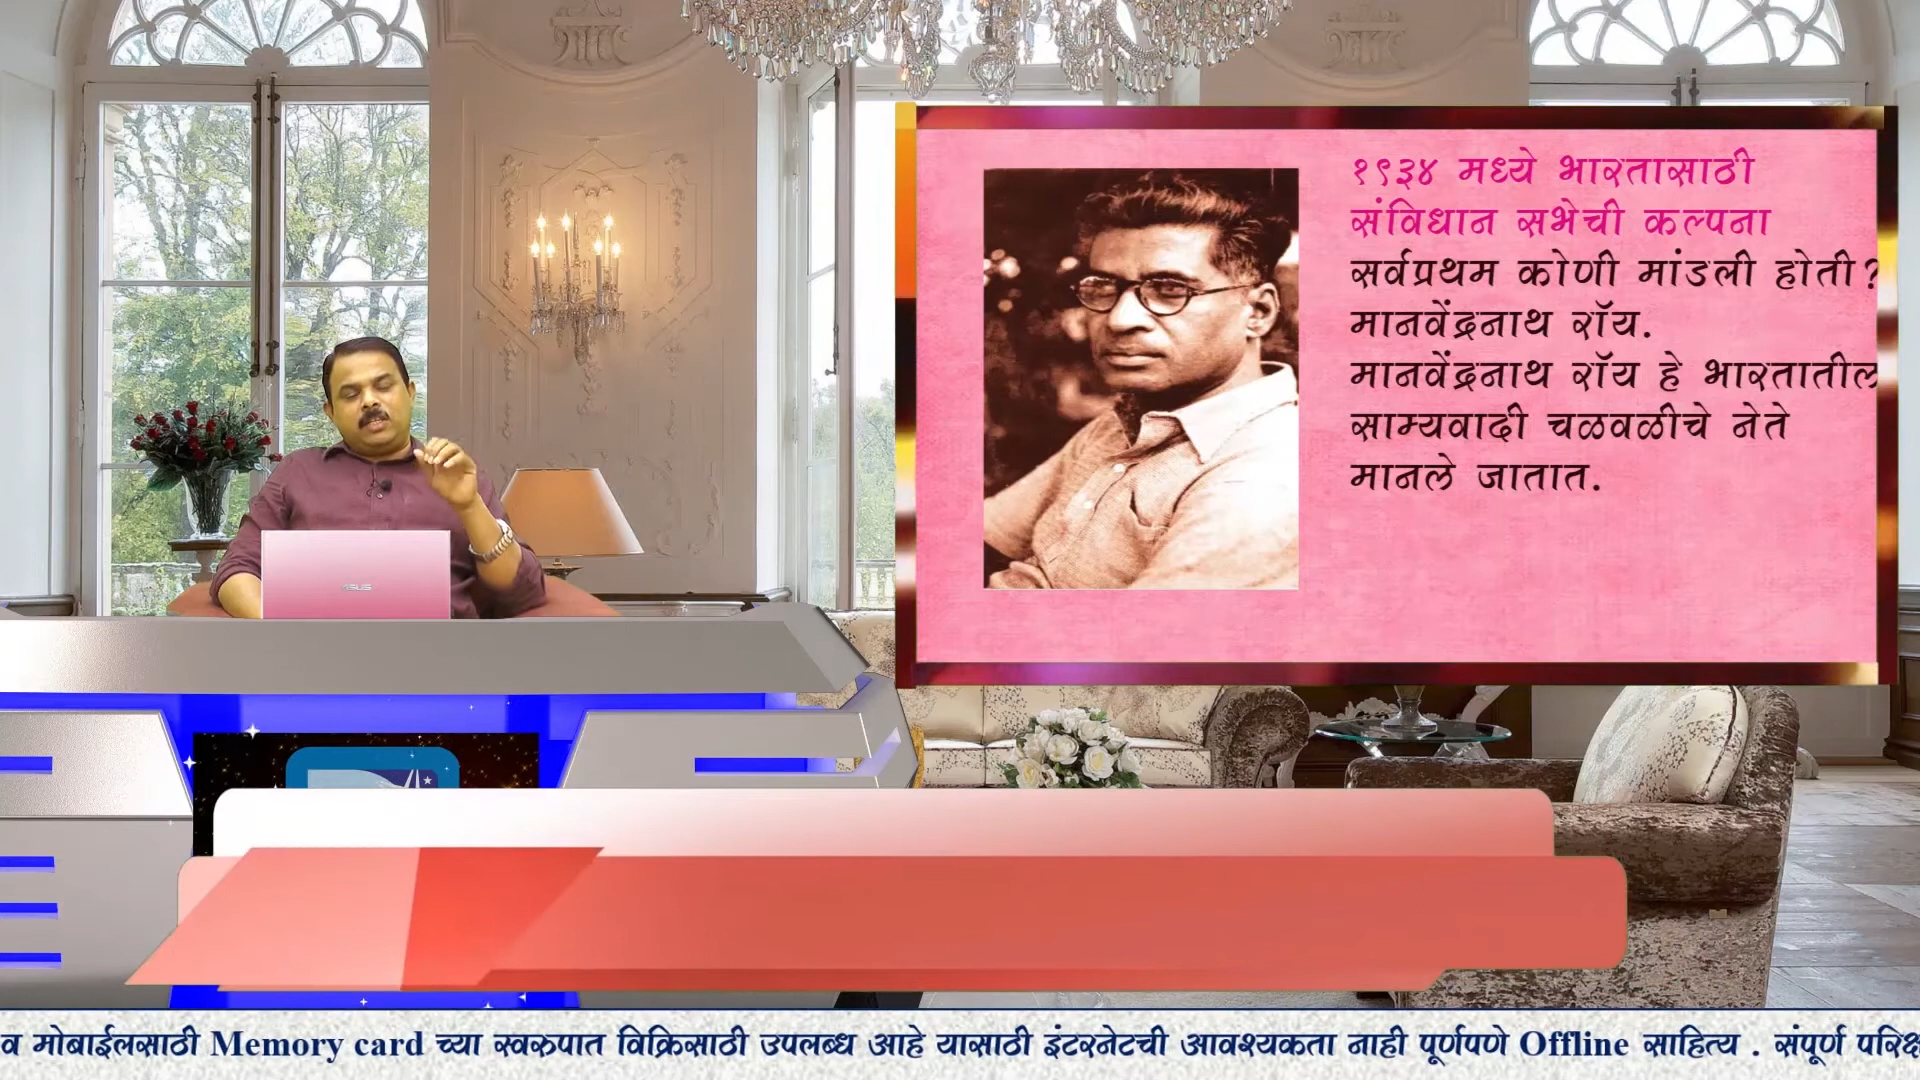 १९३४ मध्ये भारतासाठी
संविधान सभेची कल्पना
सर्वप्रथम कोणी मांडली होती?
मानवेंद्रनाथ रॉय.
मानवेंद्रनाथ रॉय हे भारतातील
साम्यवादी चळवळीचे नेते
मानले जातात.
ASUS
व मोबाईलसाठी Memory card च्या स्वरुपात विक्रिसाठी उपलब्ध आहे यासाठी इंटरनेटची आवश्यकता नाही पूर्णपणे Offline साहित्य . संपूर्ण